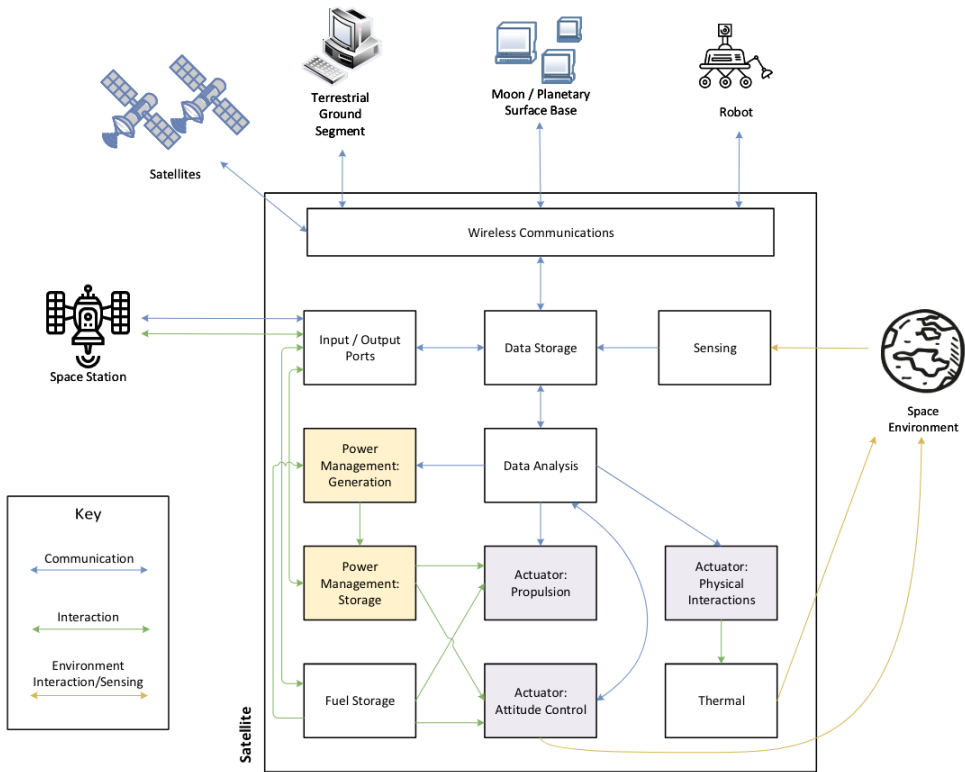 Terrestrial
Ground
Segment
Moon / Planetary
Surface Base
Robot
Satellites
Wireless Communications
Space Station
Input / Output
Ports
Data Storage
Sensing
Space
Environment
Power
Management:
Generation
Data Analysis
Key
Communication
Interaction
Environment
Interaction/Sensing
Power
Management:
Storage
Actuator:
Propulsion
Actuator:
Physical
Interactions
Fuel Storage
Actuator:
Attitude Control
Thermal
Satellite